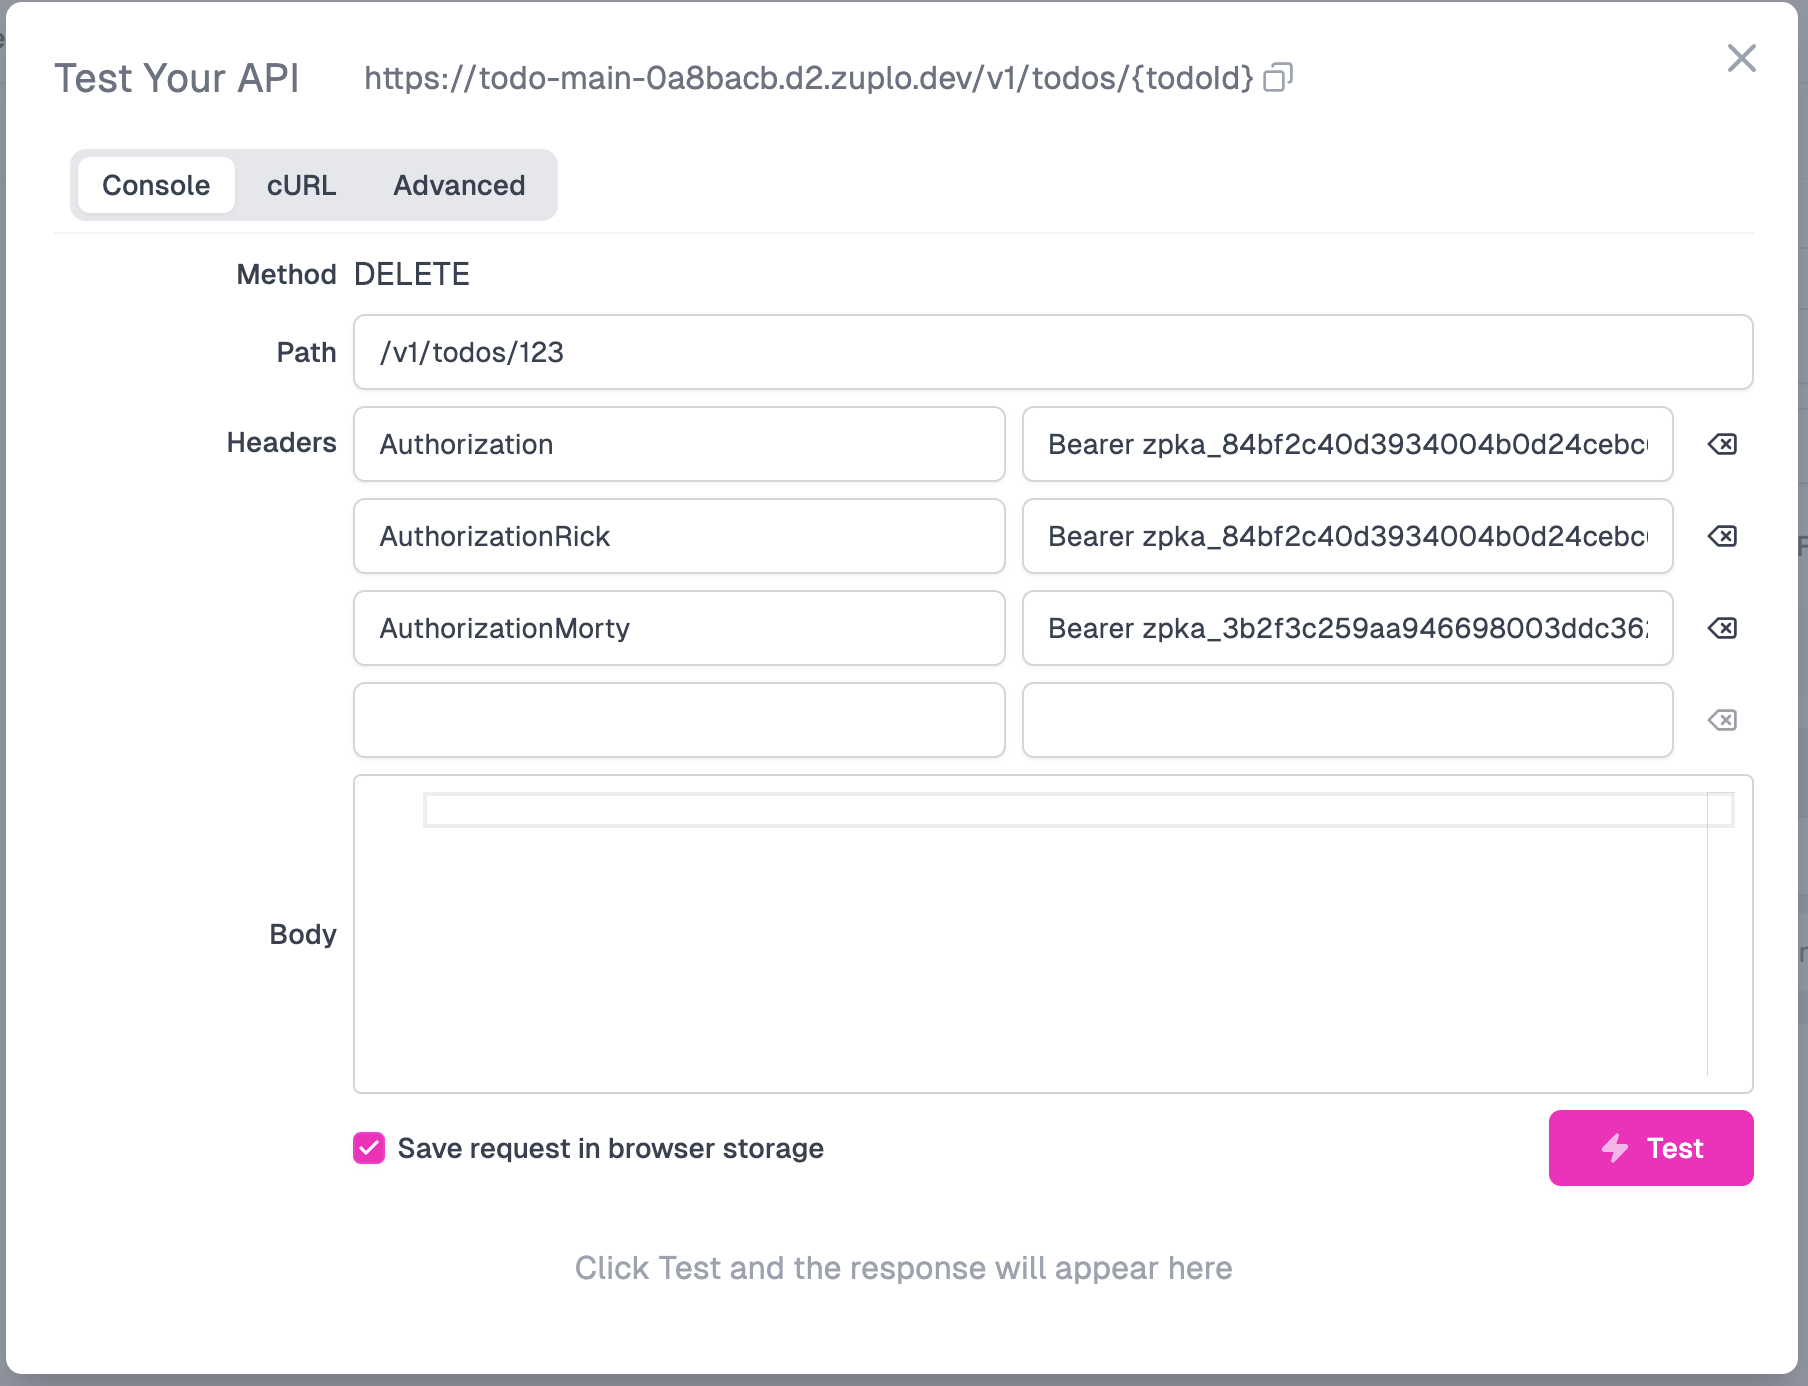 Test Your API https://todo-main-0a8bacb.d2.zuplo.dev/v1/todos/{todoId}
Console cURL Advanced
Method DELETE
Path /v1/todos/123
Headers Authorization Bearer zpka_84bf2c40d3934004b0d24cebc
AuthorizationRick Bearer zpka_84bf2c40d3934004b0d24cebc
AuthorizationMorty Bearer zpka_3b2f3c259aa946698003ddc36
Body
Save request in browser storage
Test
Click Test and the response will appear here